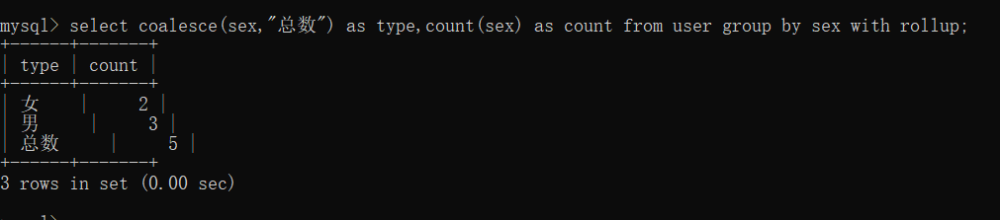 mysql> select coalesce(sex,"总数") as type,count(sex) as count from user group by sex with rollup;
+------+-------+
| type | count |
+------+-------+
| 女    |     2 |
| 男     |     3 |
| 总数     |     5 |
+------+-------+
3 rows in set (0.00 sec)
mysql>